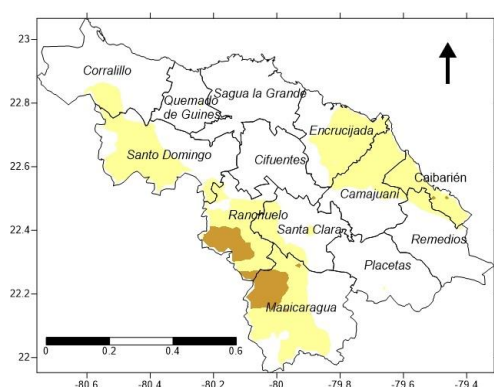 23
22.8
22.6
22.4
22.2
22
Corralillo
Quemado
de Guines
Sagua la Grande
Encrucijada
Santo Domingo
Cifuentes
Caibarién
Camajuaní
Ranchuelo
Santa Clara
Remedios
Placetas
Manicaragua
0 0.2 0.4 0.6
-80.6 -80.4 -80.2 -80 -79.8 -79.6 -79.4